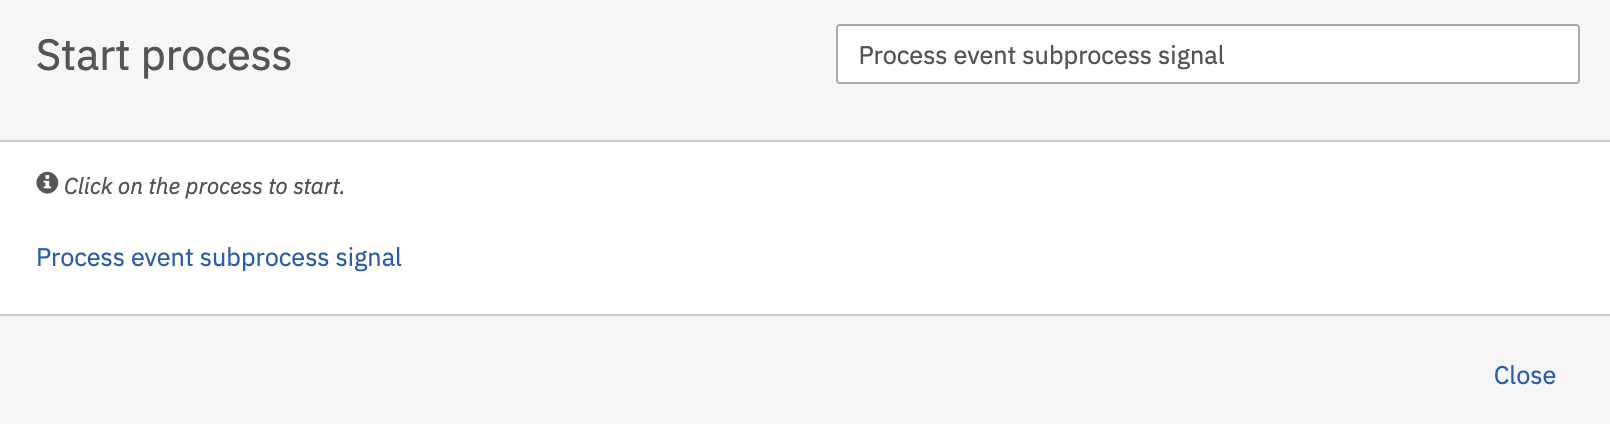 Start process
Process event subprocess signal
Click on the process to start.
Process event subprocess signal
Close